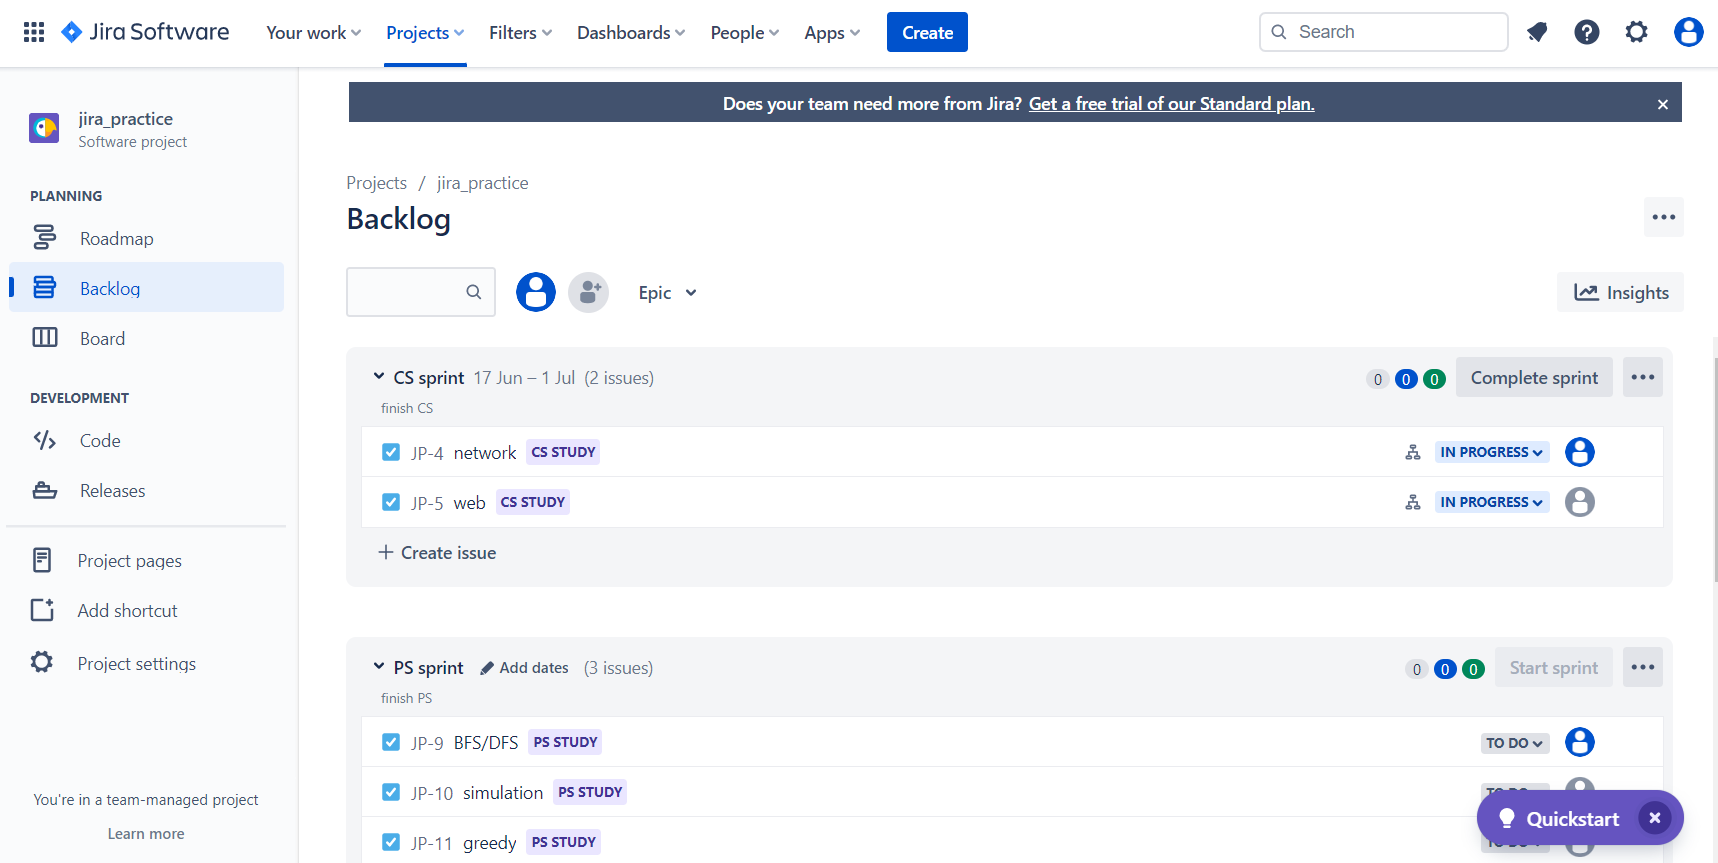 Jira Software
Your work
Projects
Filters
Dashboards
People
Apps
Create
Search
jira_practice
Software project
PLANNING
Roadmap
Backlog
Board
DEVELOPMENT
Code
Releases
Project pages
Add shortcut
Project settings
You're in a team-managed project
Learn more
Does your team need more from Jira? Get a free trial of our Standard plan.
Projects / jira_practice
Backlog
Epic
Insights
CS sprint 17 Jun – 1 Jul (2 issues)
0 0 0 Complete sprint
finish CS
JP-4 network CS STUDY IN PROGRESS
JP-5 web CS STUDY IN PROGRESS
+ Create issue
PS sprint Add dates (3 issues)
0 0 0 Start sprint
finish PS
JP-9 BFS/DFS PS STUDY TO DO
JP-10 simulation PS STUDY
JP-11 greedy PS STUDY
Quickstart